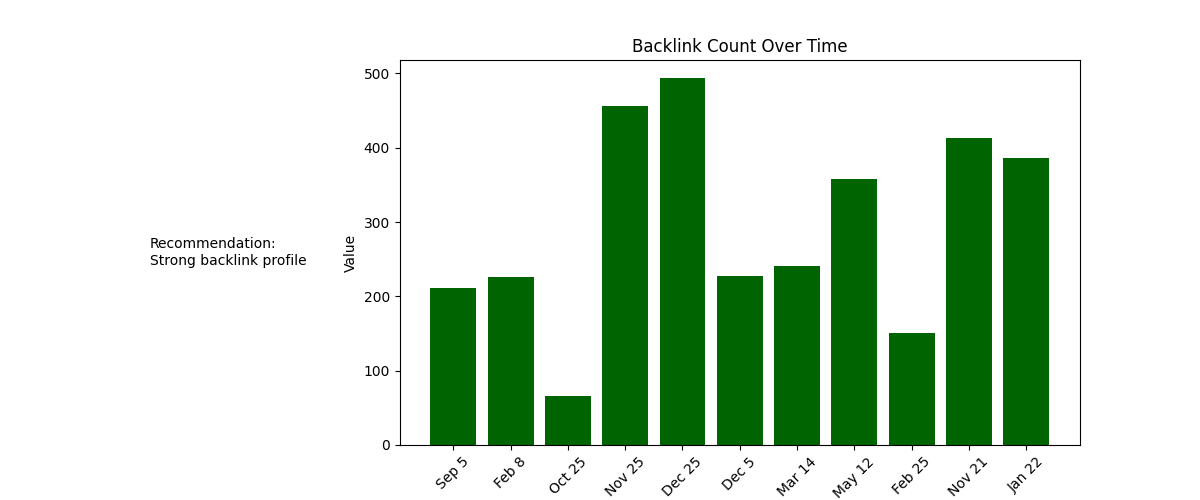 Backlink Count Over Time
Recommendation:
Strong backlink profile
Value
500
400
300
200
100
0
Sep 5
Feb 8
Oct 25
Nov 25
Dec 25
Dec 5
Mar 14
May 12
Feb 25
Nov 21
Jan 22